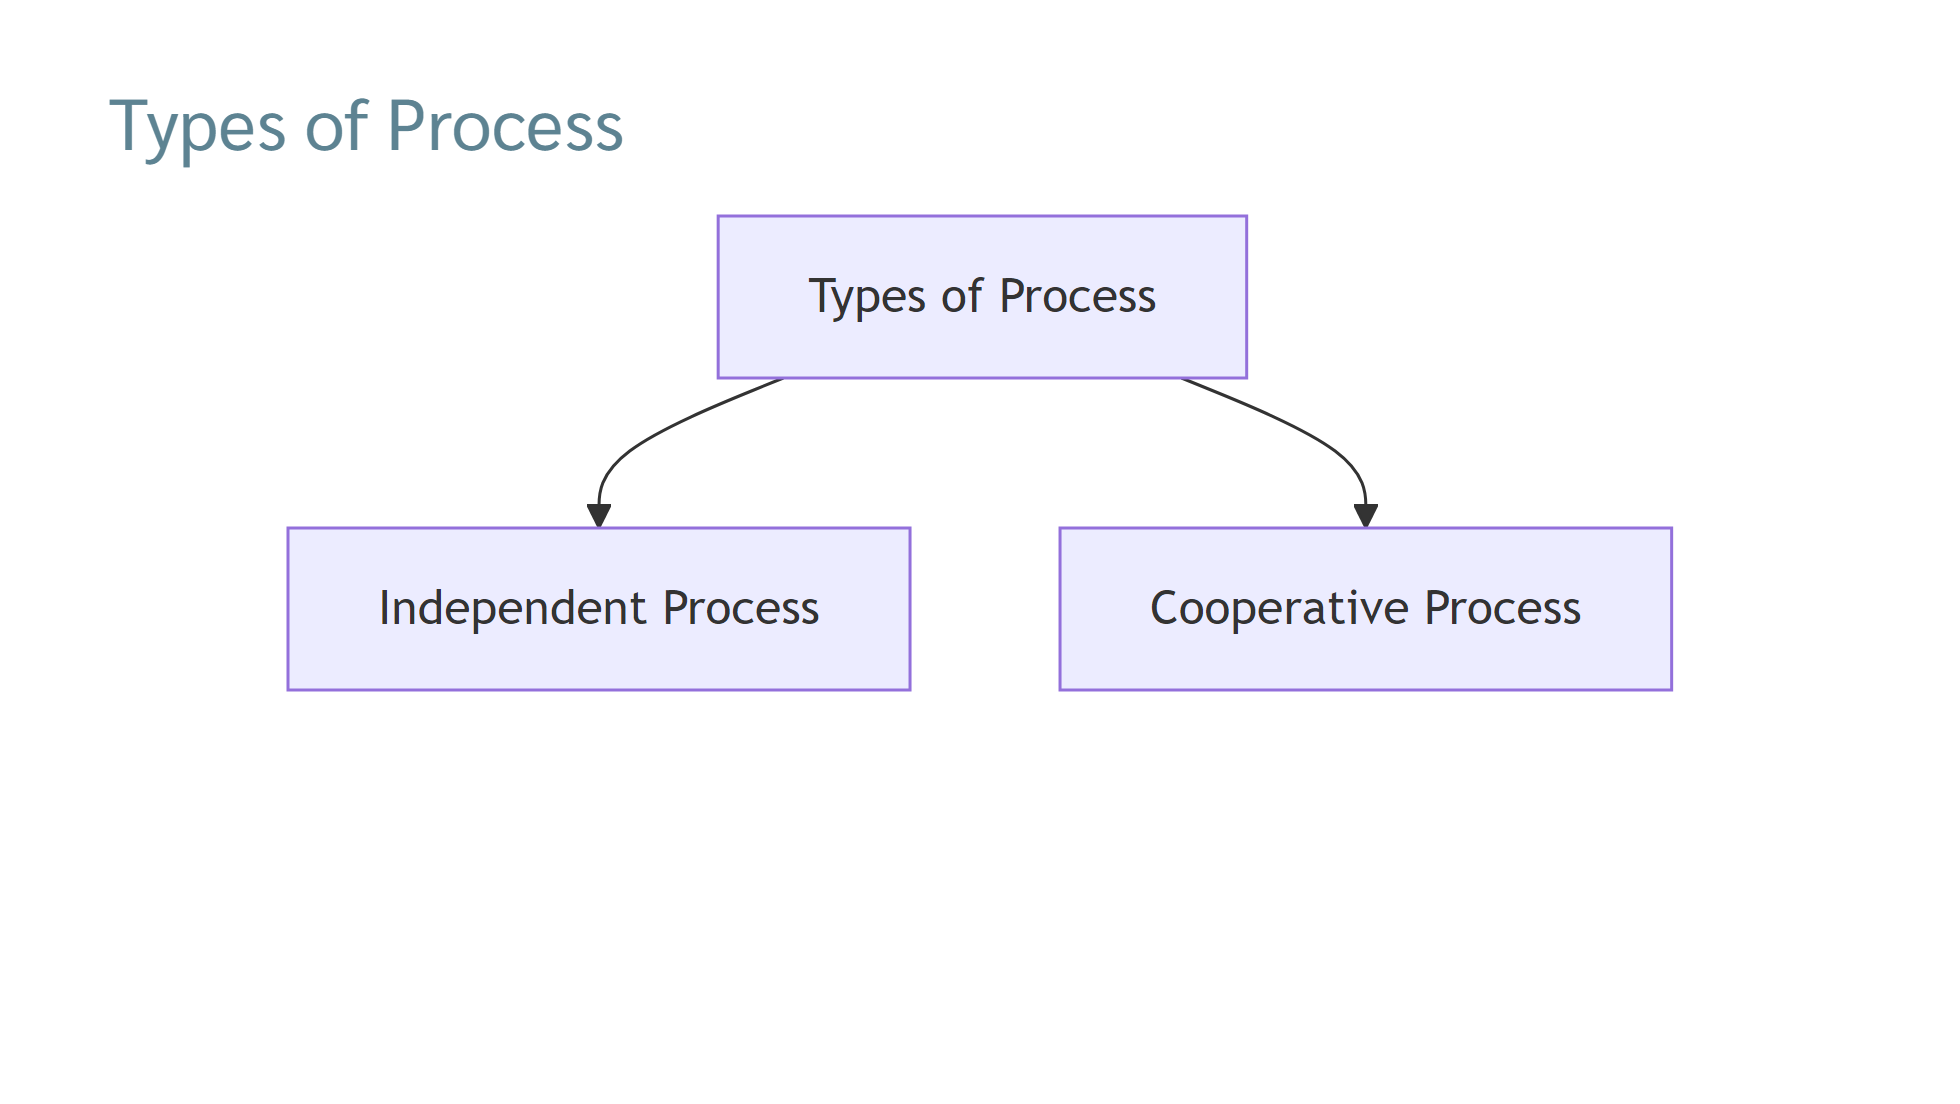 Types of Process
Types of Process
Independent Process
Cooperative Process